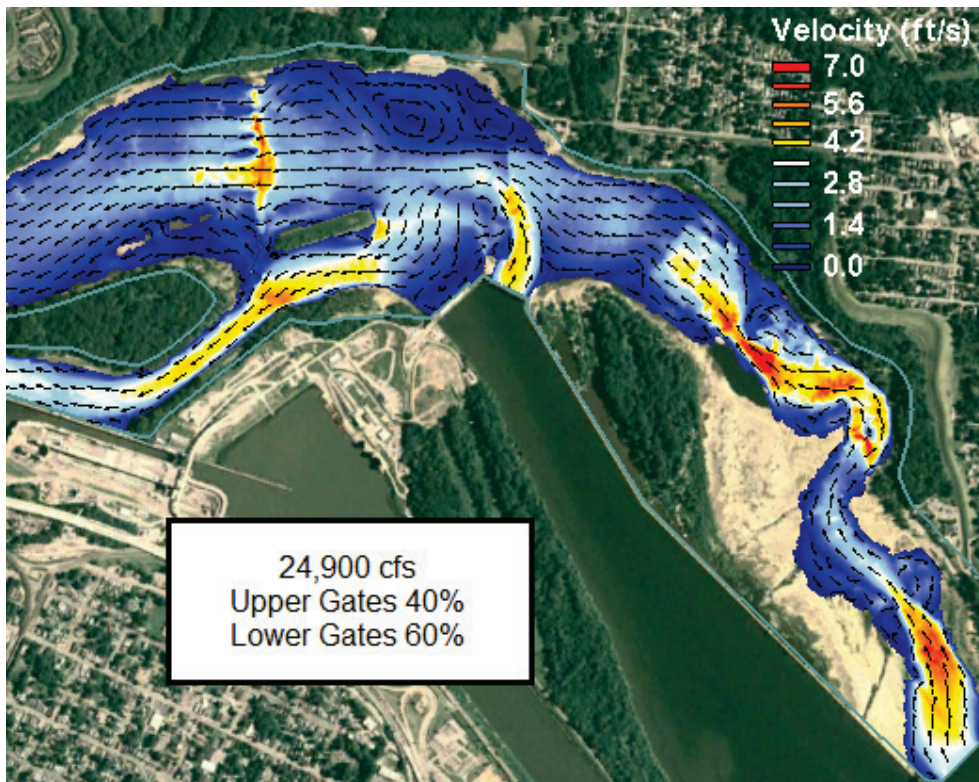 Velocity (ft/s)
7.0
5.6
4.2
2.8
1.4
0.0
24,900 cfs
Upper Gates 40%
Lower Gates 60%